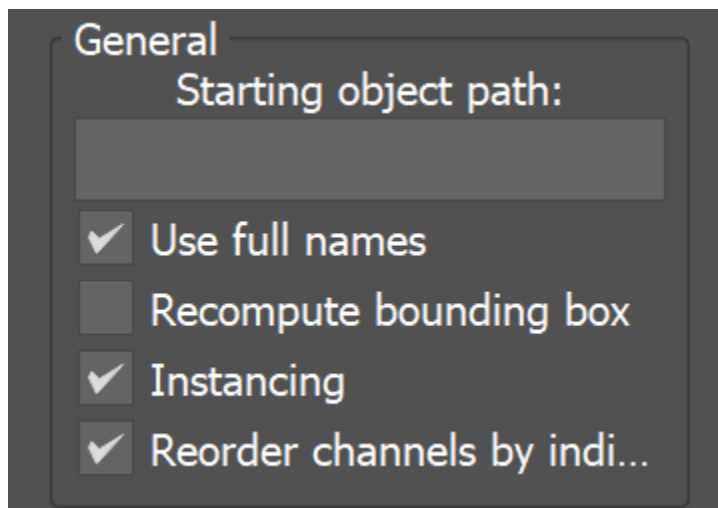 General
Starting object path:
Use full names
Recompute bounding box
Instancing
Reorder channels by indi...